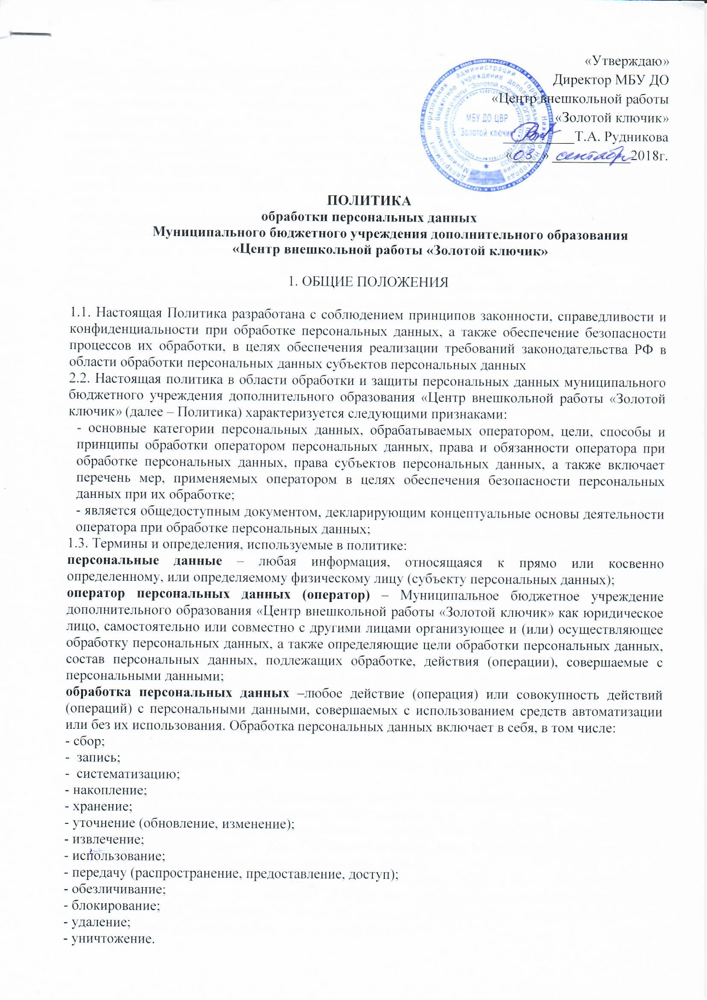 «Утверждаю»
Директор МБУ ДО
«Центр внешкольной работы
«Золотой ключик»
__________Т.А. Рудникова
«03» сентября 2018г.
МБУ ДО ЦВР
"Золотой ключик"
ПОЛИТИКА
обработки персональных данных
Муниципального бюджетного учреждения дополнительного образования
«Центр внешкольной работы «Золотой ключик»
1. ОБЩИЕ ПОЛОЖЕНИЯ
1.1. Настоящая Политика разработана с соблюдением принципов законности, справедливости и
конфиденциальности при обработке персональных данных, а также обеспечение безопасности
процессов их обработки, в целях обеспечения реализации требований законодательства РФ в
области обработки персональных данных субъектов персональных данных
2.2. Настоящая политика в области обработки и защиты персональных данных муниципального
бюджетного учреждения дополнительного образования «Центр внешкольной работы «Золотой
ключик» (далее – Политика) характеризуется следующими признаками:
- основные категории персональных данных, обрабатываемых оператором, цели, способы и
принципы обработки оператором персональных данных, права и обязанности оператора при
обработке персональных данных, права субъектов персональных данных, а также включает
перечень мер, применяемых оператором в целях обеспечения безопасности персональных
данных при их обработке;
- является общедоступным документом, декларирующим концептуальные основы деятельности
оператора при обработке персональных данных;
1.3. Термины и определения, используемые в политике:
персональные данные – любая информация, относящаяся к прямо или косвенно
определенному, или определяемому физическому лицу (субъекту персональных данных);
оператор персональных данных (оператор) – Муниципальное бюджетное учреждение
дополнительного образования «Центр внешкольной работы «Золотой ключик» как юридическое
лицо, самостоятельно или совместно с другими лицами организующее и (или) осуществляющее
обработку персональных данных, а также определяющие цели обработки персональных данных,
состав персональных данных, подлежащих обработке, действия (операции), совершаемые с
персональными данными;
обработка персональных данных –любое действие (операция) или совокупность действий
(операций) с персональными данными, совершаемых с использованием средств автоматизации
или без их использования. Обработка персональных данных включает в себя, в том числе:
- сбор;
-  запись;
-  систематизацию;
- накопление;
- хранение;
- уточнение (обновление, изменение);
- извлечение;
- использование;
- передачу (распространение, предоставление, доступ);
- обезличивание;
- блокирование;
- удаление;
- уничтожение.